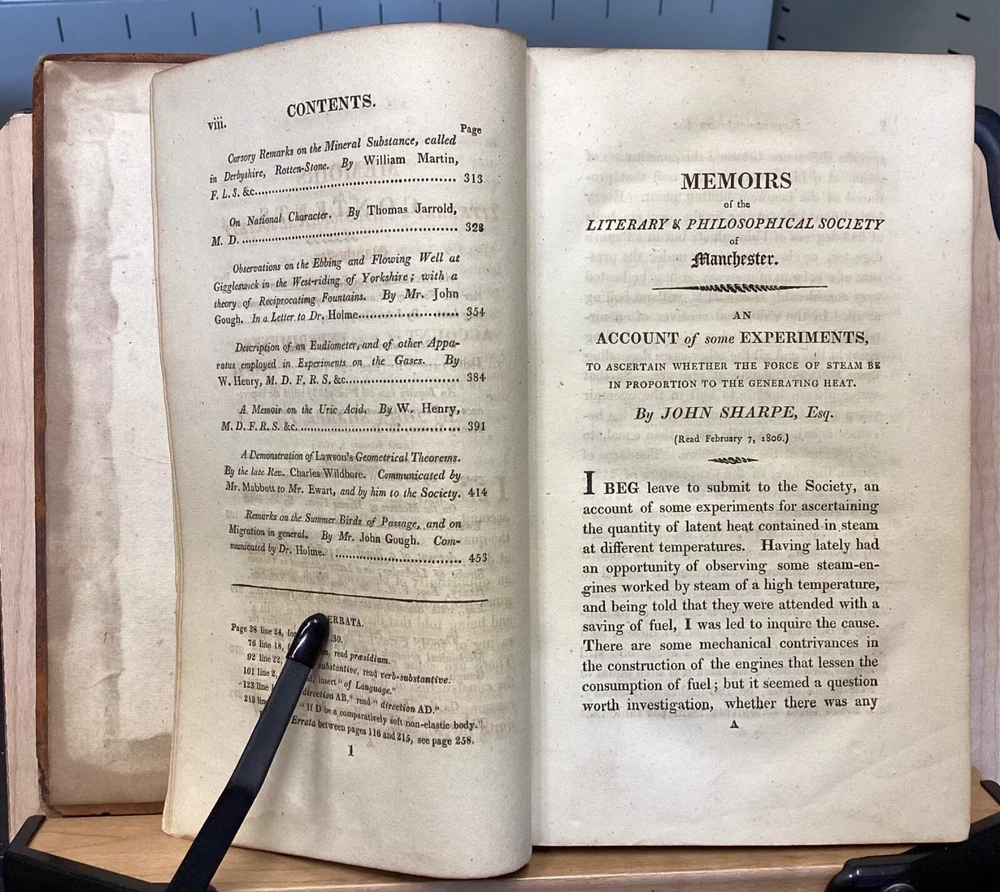 viii.
CONTENTS.
Page
Cursory Remarks on the Mineral Substance, called
in Derbyshire, Rotten-Stone. By William Martin,
F. L. S. &c. 313
On National Character. By Thomas Jarrold,
M. D. 328
Observations on the Ebbing and Flowing Well at
Giggleswick in the West-riding of Yorkshire; with a
theory of Reciprocating Fountains. By Mr. John
Gough. In a Letter to Dr. Holme. 354
Description of an Eudiometer, and of other Appa-
ratus employed in Experiments on the Gases. By
W. Henry, M. D. F. R. S. &c. 384
A Memoir on the Uric Acid. By W. Henry,
M. D. F. R. S. &c. 391
A Demonstration of Lawson's Geometrical Theorems.
By the late Rev. Charles Wildbore. Communicated by
Mr. Mabbott to Mr. Ewart, and by him to the Society. 414
Remarks on the Summer Birds of Passage, and on
Migration in general. By Mr. John Gough. Com-
municated by Dr. Holme. 453
ERRATA.
Page 28 line 24, 30.
76 line 18, read præsidium.
92 line 22, substantive, read verb-substantive.
101 line 2, insert "of Language."
123 line direction AB," read "direction AD."
213 "If D be a comparatively soft non-elastic body."
Errata between pages 116 and 215, see page 258.
1
MEMOIRS
of the
LITERARY & PHILOSOPHICAL SOCIETY
of
Manchester.
AN
ACCOUNT of some EXPERIMENTS,
TO ASCERTAIN WHETHER THE FORCE OF STEAM BE
IN PROPORTION TO THE GENERATING HEAT.
By JOHN SHARPE, Esq.
(Read February 7, 1806.)
I BEG leave to submit to the Society, an
account of some experiments for ascertaining
the quantity of latent heat contained in steam
at different temperatures. Having lately had
an opportunity of observing some steam-en-
gines worked by steam of a high temperature,
and being told that they were attended with a
saving of fuel, I was led to inquire the cause.
There are some mechanical contrivances in
the construction of the engines that lessen the
consumption of fuel; but it seemed a question
worth investigation, whether there was any
A